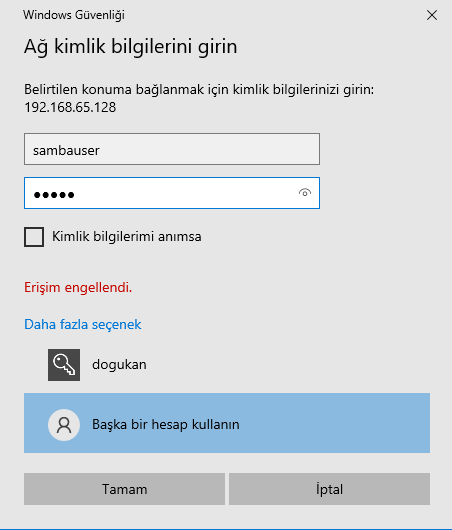 Windows Güvenliği
Ağ kimlik bilgilerini girin
Belirtilen konuma bağlanmak için kimlik bilgilerinizi girin:
192.168.65.128
sambauser
●●●●●
Kimlik bilgilerimi anımsa
Erişim engellendi.
Daha fazla seçenek
dogukan
Başka bir hesap kullanın
Tamam
İptal